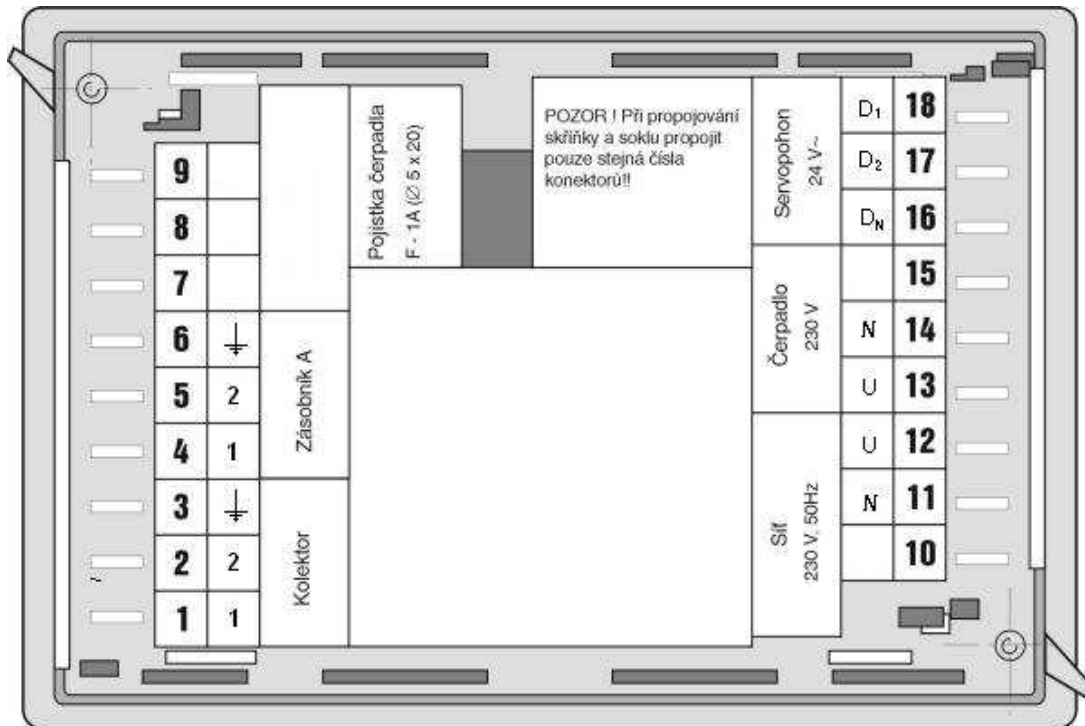 9
8
7
6 ⏚
5 2
4 1
3 ⏚
2 2
1 1
Zásobník A
Kolektor
Pojistka čerpadla
F - 1A (∅ 5 x 20)
POZOR ! Při propojování
skříňky a soklu propojit
pouze stejná čísla
konektorů!!
Servopohon
24 V~
Čerpadlo
230 V
Síť
230 V, 50Hz
D₁ 18
D₂ 17
Dₙ 16
15
N 14
U 13
U 12
N 11
10
~